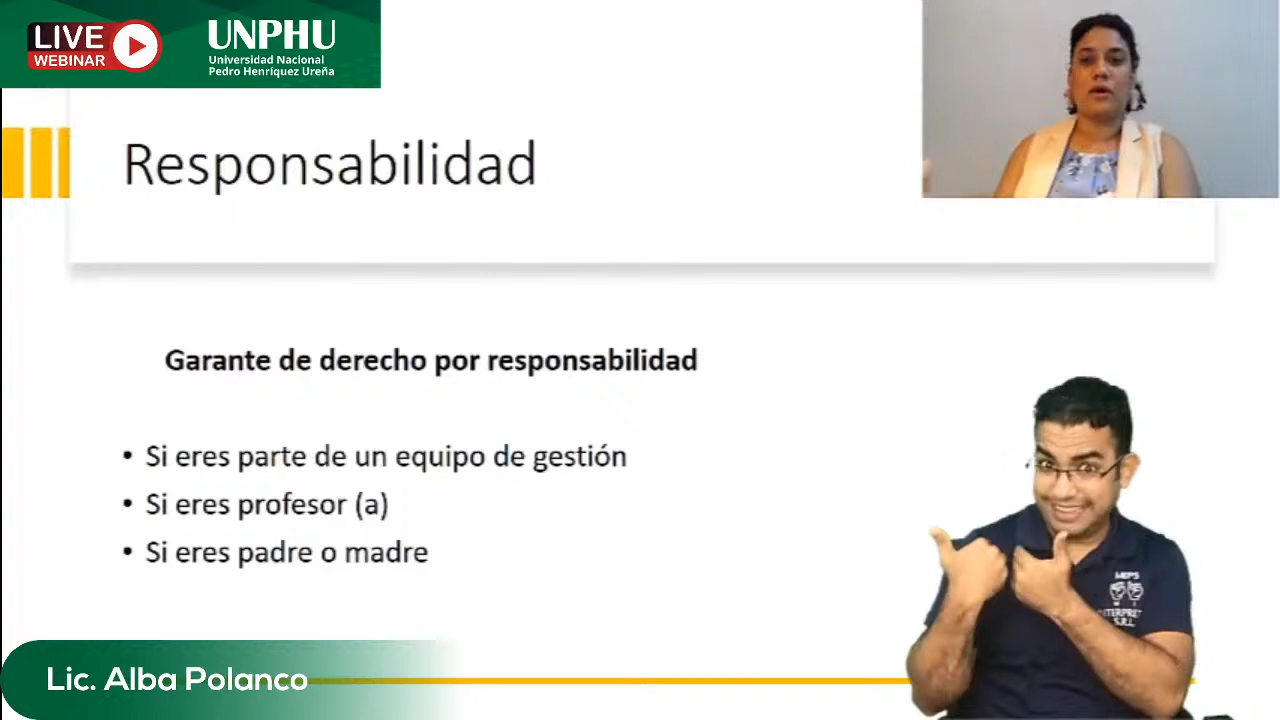 LIVE
WEBINAR
UNPHU
Universidad Nacional
Pedro Henríquez Ureña
Responsabilidad
Garante de derecho por responsabilidad
• Si eres parte de un equipo de gestión
• Si eres profesor (a)
• Si eres padre o madre
S.R.L.
Lic. Alba Polanco